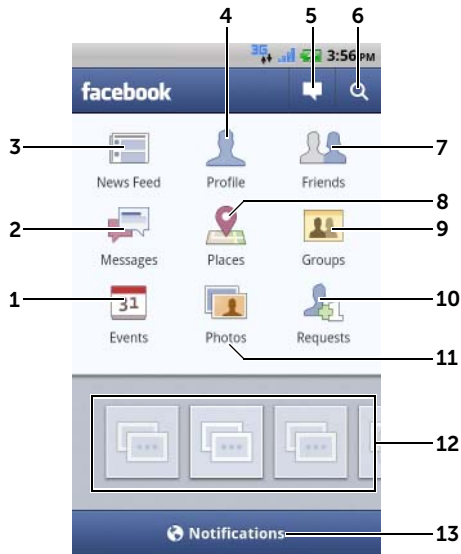 4 5 6
3G 3:56 PM
facebook
3 7
News Feed Profile Friends
2 8
9
Messages Places Groups
1 31 10
Events Photos Requests
11
12
Notifications 13